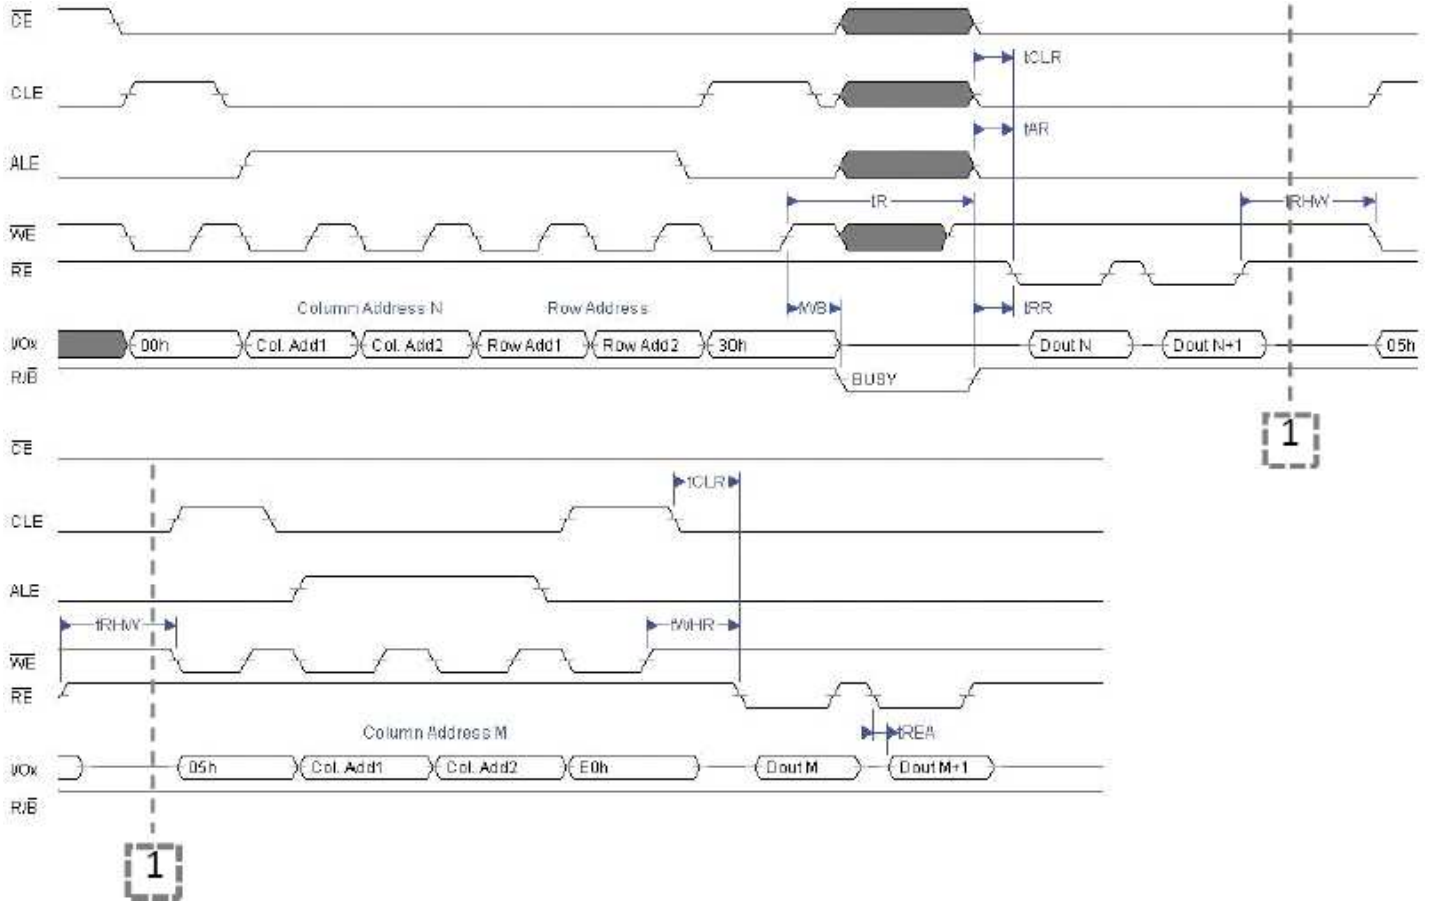 CE
tCLR
CLE
tAR
ALE
tR
tRHW
WE
RE
Column Address N Row Address tWB tRR
I/Ox 00h Col. Add1 Col. Add2 Row Add1 Row Add2 30h Dout N Dout N+1 05h
R/B BUSY
1
CE
tCLR
CLE
ALE
tRHW tWHR
WE
RE
Column Address M tREA
I/Ox 05h Col. Add1 Col. Add2 E0h Dout M Dout M+1
R/B
1